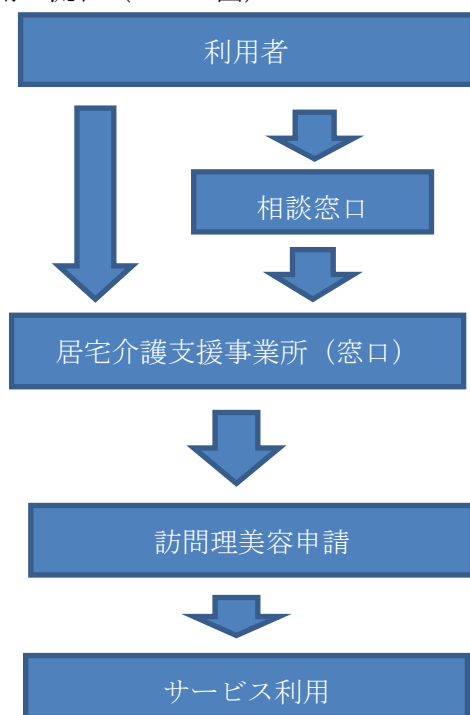 利用者
相談窓口
居宅介護支援事業所（窓口）
訪問理美容申請
サービス利用